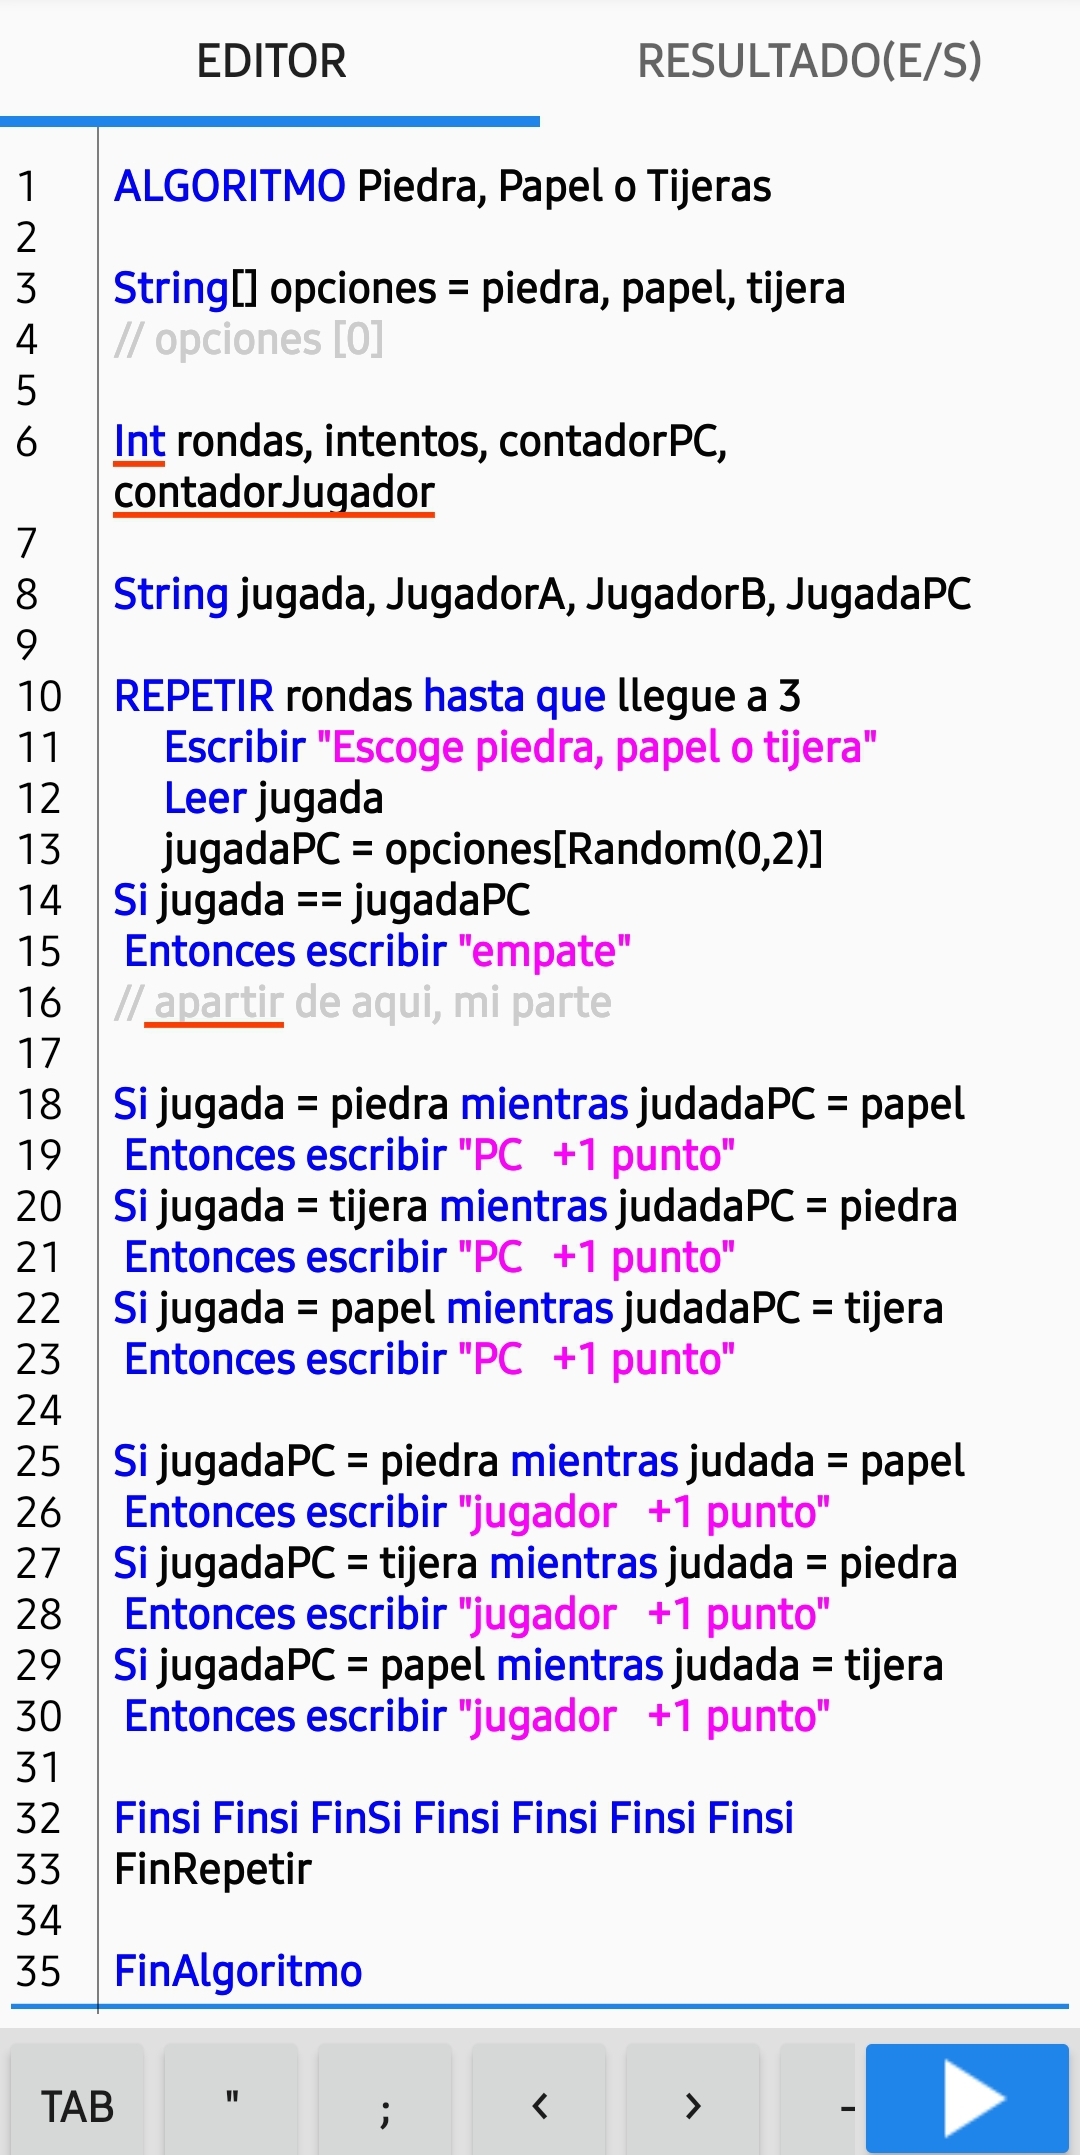 EDITOR RESULTADO(E/S)
1 ALGORITMO Piedra, Papel o Tijeras
2
3 String[] opciones = piedra, papel, tijera
4 // opciones [0]
5
6 Int rondas, intentos, contadorPC,
contadorJugador
7
8 String jugada, JugadorA, JugadorB, JugadaPC
9
10 REPETIR rondas hasta que llegue a 3
11 Escribir "Escoge piedra, papel o tijera"
12 Leer jugada
13 jugadaPC = opciones[Random(0,2)]
14 Si jugada == jugadaPC
15 Entonces escribir "empate"
16 // apartir de aqui, mi parte
17
18 Si jugada = piedra mientras judadaPC = papel
19 Entonces escribir "PC   +1 punto"
20 Si jugada = tijera mientras judadaPC = piedra
21 Entonces escribir "PC   +1 punto"
22 Si jugada = papel mientras judadaPC = tijera
23 Entonces escribir "PC   +1 punto"
24
25 Si jugadaPC = piedra mientras judada = papel
26 Entonces escribir "jugador   +1 punto"
27 Si jugadaPC = tijera mientras judada = piedra
28 Entonces escribir "jugador   +1 punto"
29 Si jugadaPC = papel mientras judada = tijera
30 Entonces escribir "jugador   +1 punto"
31
32 Finsi Finsi FinSi Finsi Finsi Finsi Finsi
33 FinRepetir
34
35 FinAlgoritmo
TAB " ; < > -